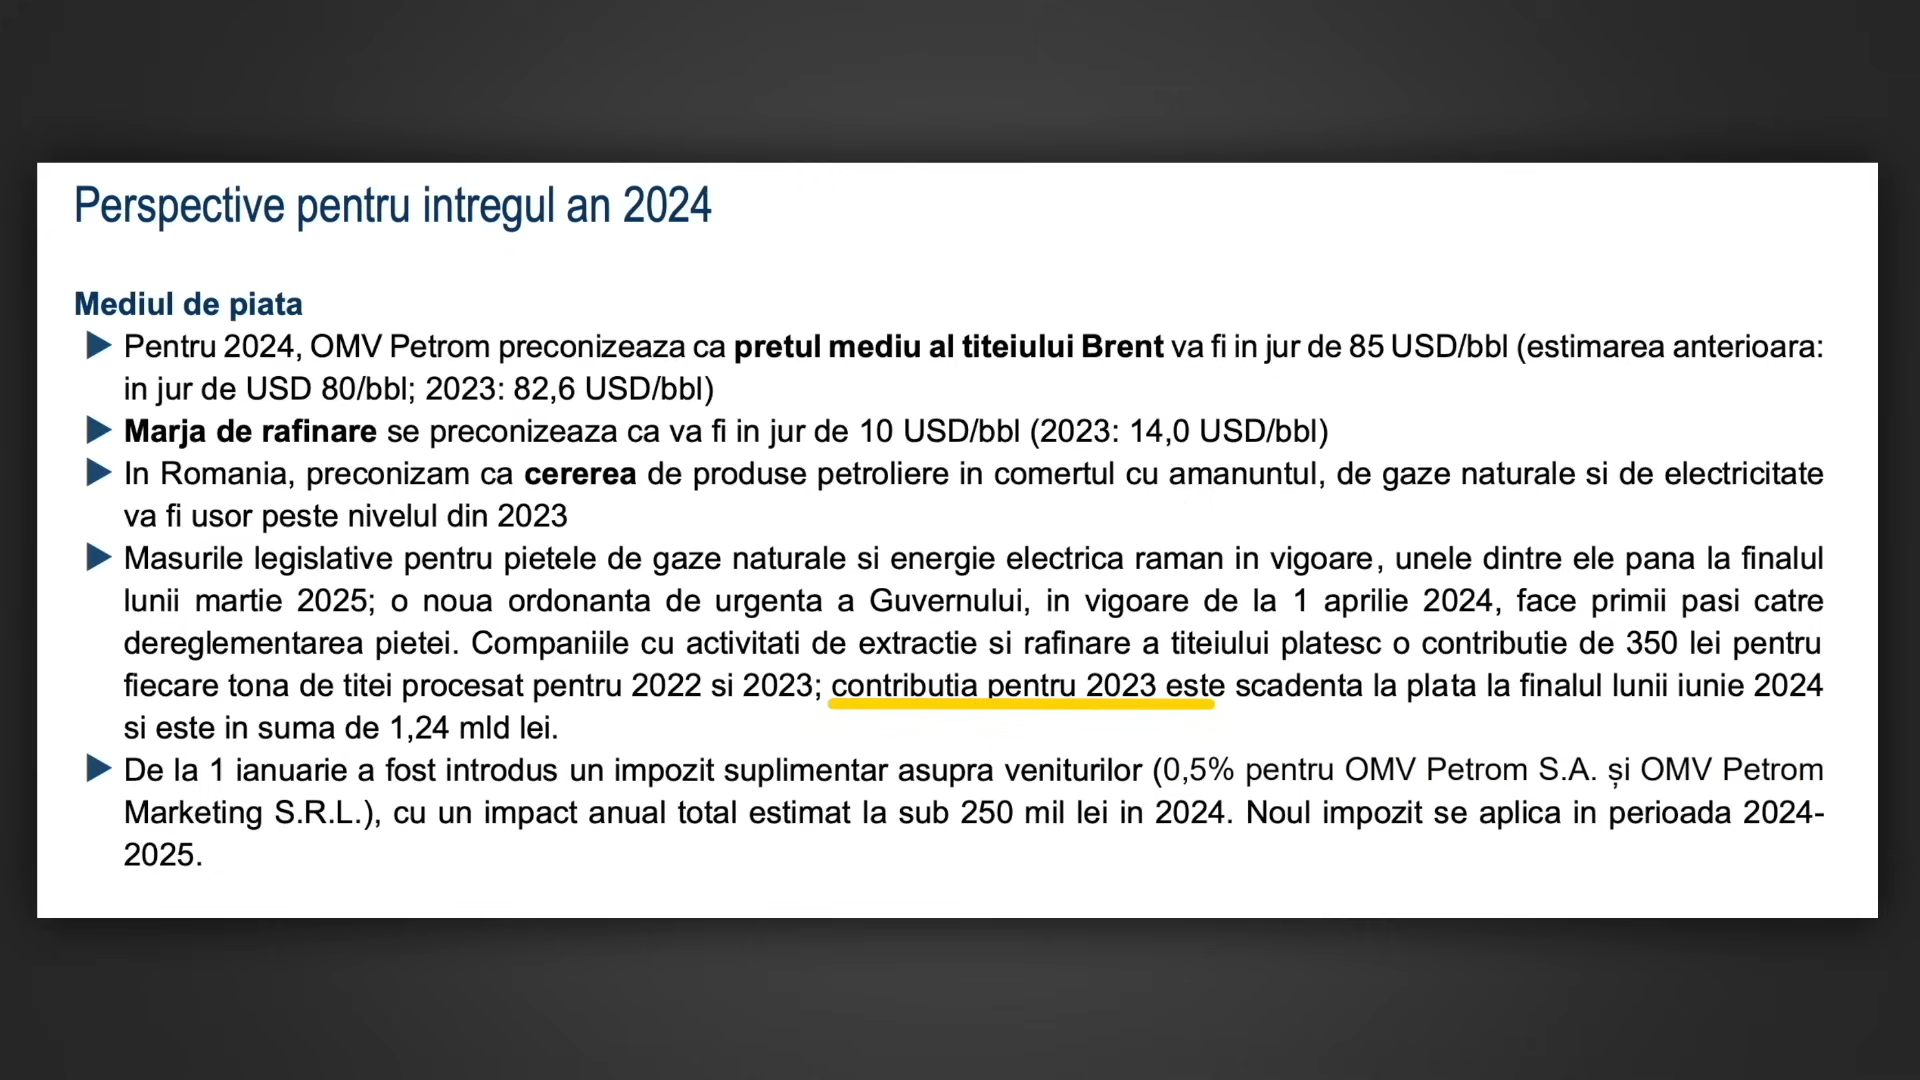 Perspective pentru intregul an 2024
Mediul de piata
Pentru 2024, OMV Petrom preconizeaza ca pretul mediu al titeiului Brent va fi in jur de 85 USD/bbl (estimarea anterioara:
in jur de USD 80/bbl; 2023: 82,6 USD/bbl)
Marja de rafinare se preconizeaza ca va fi in jur de 10 USD/bbl (2023: 14,0 USD/bbl)
In Romania, preconizam ca cererea de produse petroliere in comertul cu amanuntul, de gaze naturale si de electricitate
va fi usor peste nivelul din 2023
Masurile legislative pentru pietele de gaze naturale si energie electrica raman in vigoare, unele dintre ele pana la finalul
lunii martie 2025; o noua ordonanta de urgenta a Guvernului, in vigoare de la 1 aprilie 2024, face primii pasi catre
dereglementarea pietei. Companiile cu activitati de extractie si rafinare a titeiului platesc o contributie de 350 lei pentru
fiecare tona de titei procesat pentru 2022 si 2023; contributia pentru 2023 este scadenta la plata la finalul lunii iunie 2024
si este in suma de 1,24 mld lei.
De la 1 ianuarie a fost introdus un impozit suplimentar asupra veniturilor (0,5% pentru OMV Petrom S.A. și OMV Petrom
Marketing S.R.L.), cu un impact anual total estimat la sub 250 mil lei in 2024. Noul impozit se aplica in perioada 2024-
2025.